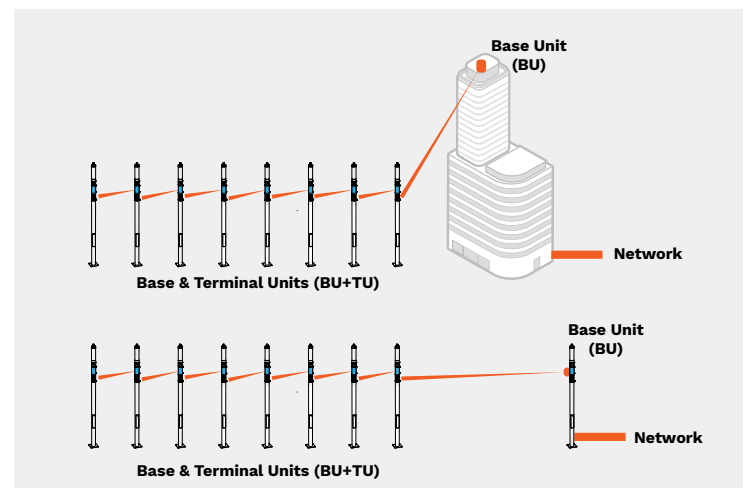 Base Unit
(BU)
Network
Base & Terminal Units (BU+TU)
Base Unit
(BU)
Network
Base & Terminal Units (BU+TU)